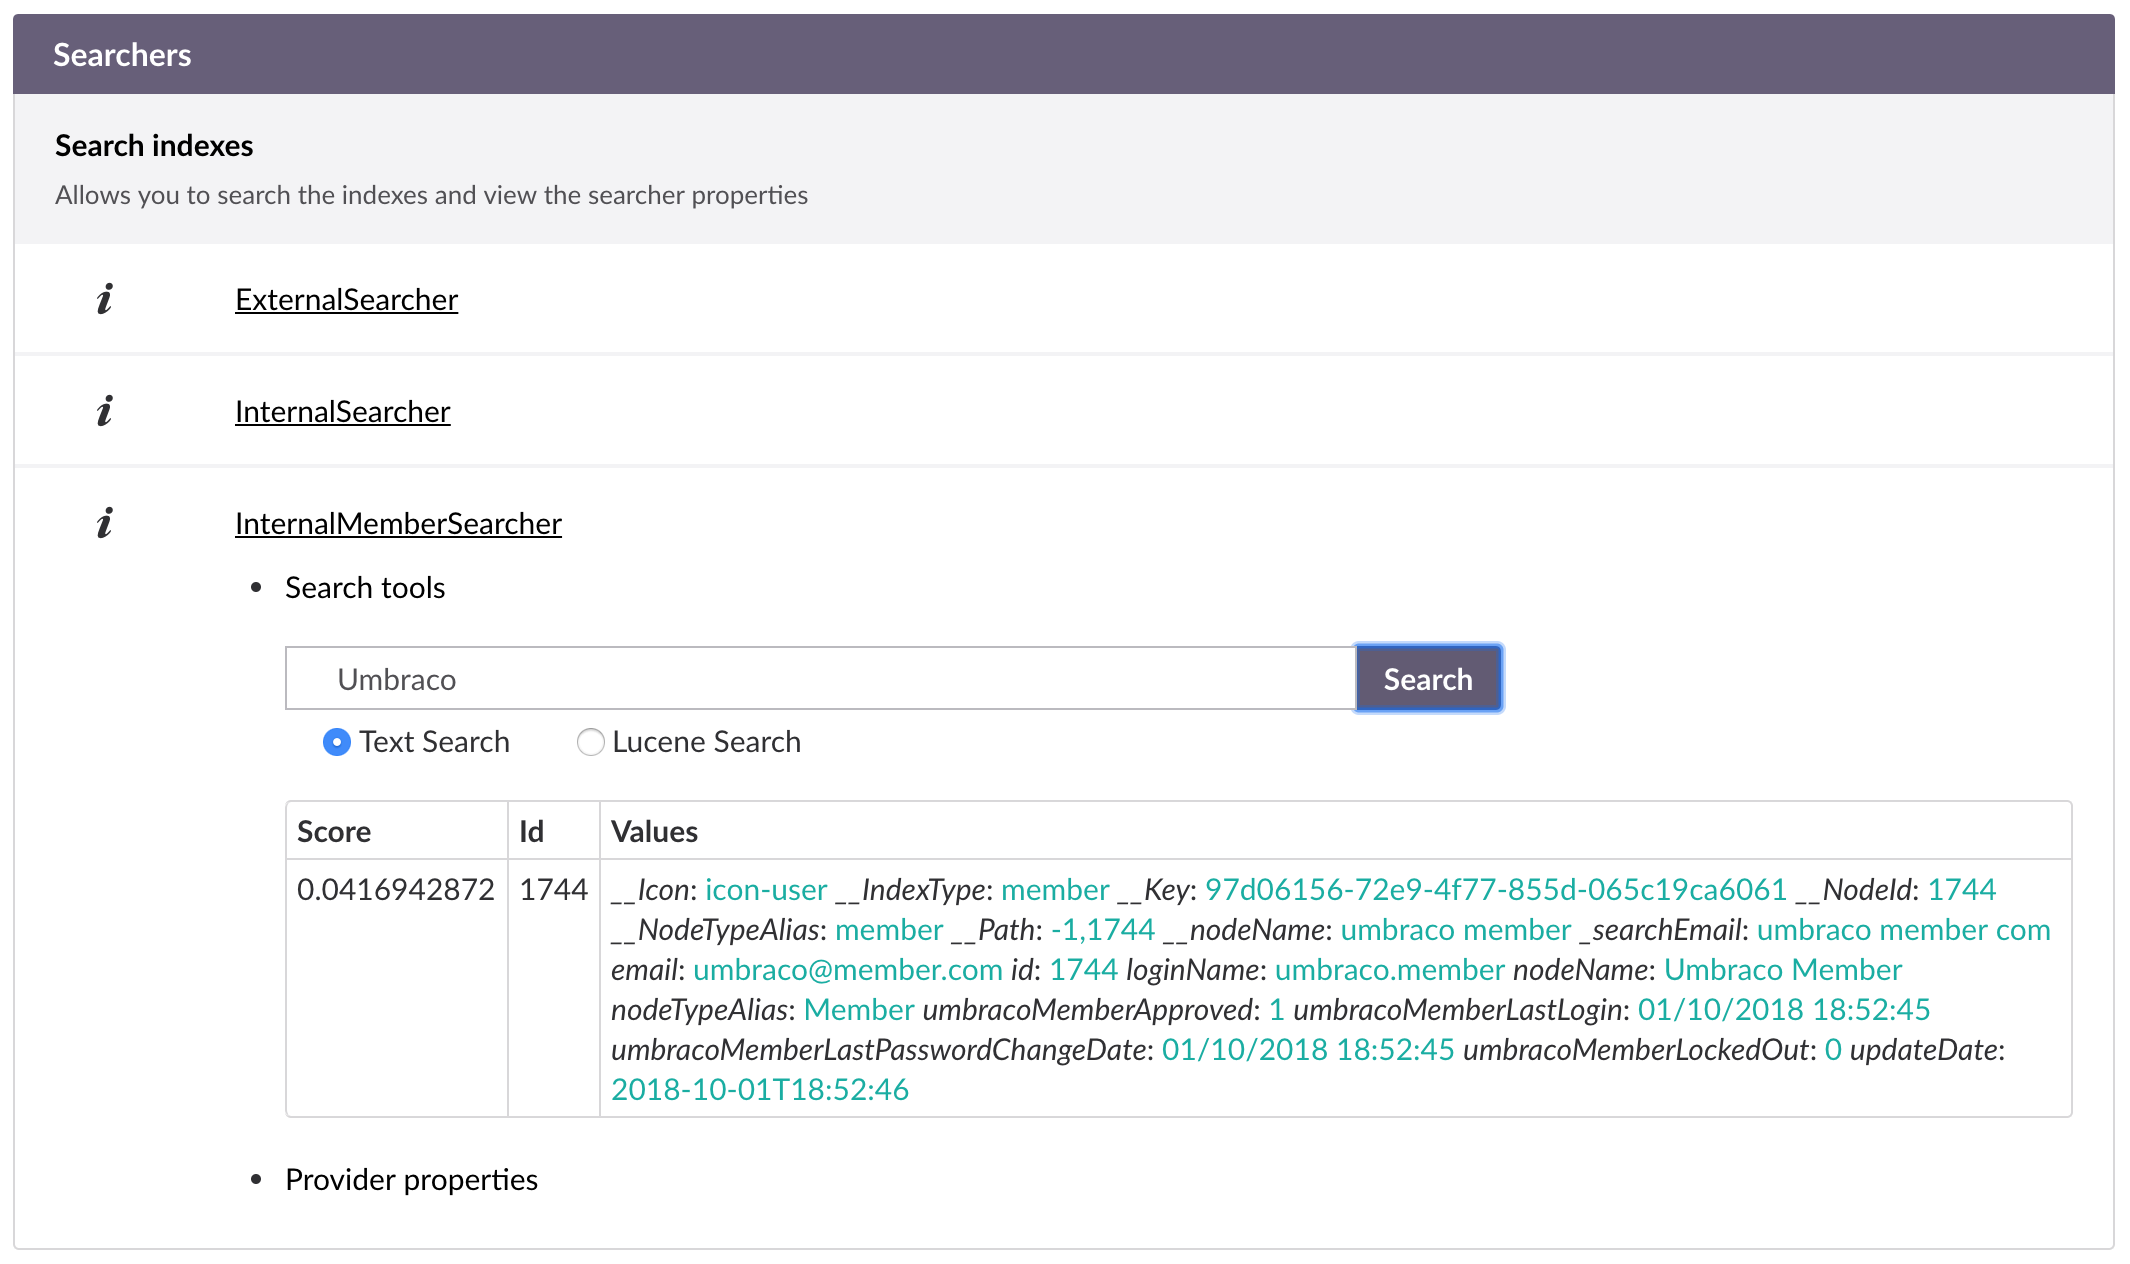 Searchers
Search indexes
Allows you to search the indexes and view the searcher properties
i ExternalSearcher
i InternalSearcher
i InternalMemberSearcher
• Search tools
Umbraco Search
Text Search Lucene Search
Score Id Values
0.0416942872 1744 __Icon: icon-user __IndexType: member __Key: 97d06156-72e9-4f77-855d-065c19ca6061 __NodeId: 1744
__NodeTypeAlias: member __Path: -1,1744 __nodeName: umbraco member _searchEmail: umbraco member com
email: umbraco@member.com id: 1744 loginName: umbraco.member nodeName: Umbraco Member
nodeTypeAlias: Member umbracoMemberApproved: 1 umbracoMemberLastLogin: 01/10/2018 18:52:45
umbracoMemberLastPasswordChangeDate: 01/10/2018 18:52:45 umbracoMemberLockedOut: 0 updateDate:
2018-10-01T18:52:46
• Provider properties